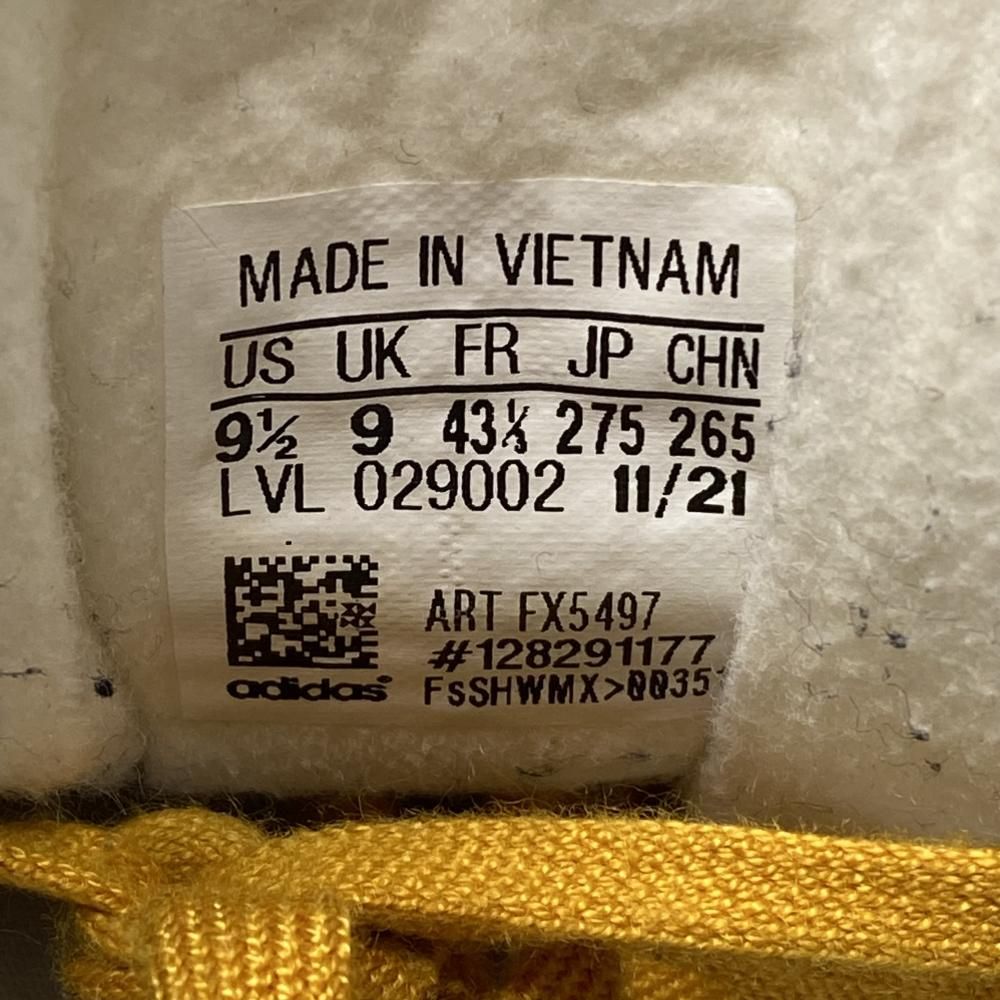 MADE IN VIETNAM
US UK FR JP CHN
9½ 9 43⅓ 275 265
LVL 029002 11/21
ART FX5497
#128291177
FsSHWMX>0035
adidas